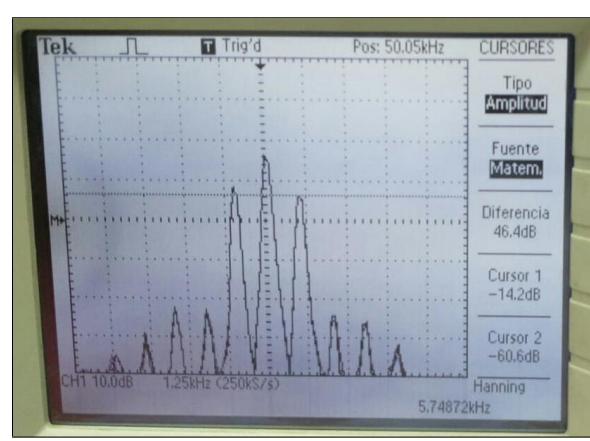 Tek T Trig'd Pos: 50.05kHz CURSORES
Tipo
Amplitud
Fuente
Matem.
M
Diferencia
46.4dB
Cursor 1
-14.2dB
Cursor 2
-60.6dB
CH1 10.0dB 1.25kHz (250kS/s) Hanning
5.74872kHz